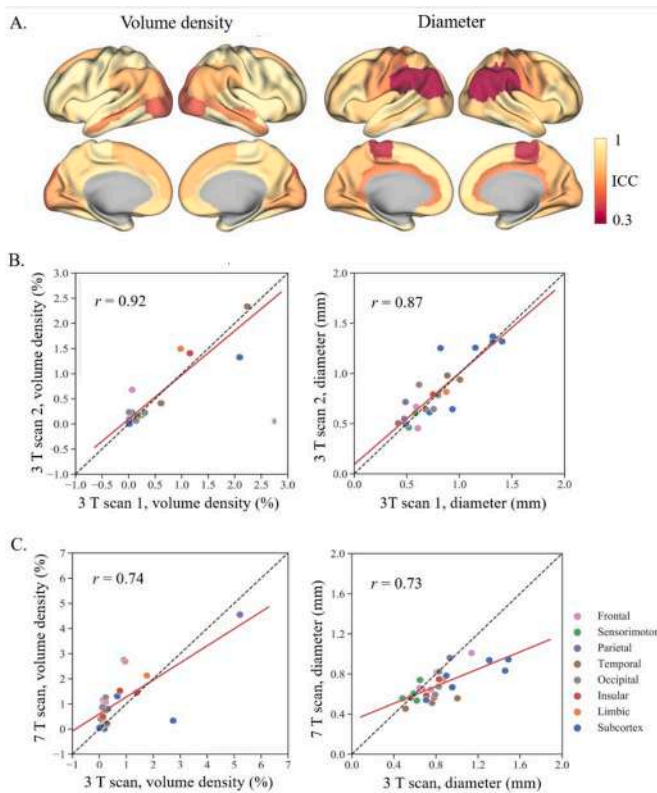 A.
Volume density
Diameter
1
ICC
0.3
B.
3.0
2.5
2.0
1.5
1.0
0.5
0.0
−0.5
−1.0
3 T scan 2, volume density (%)
r = 0.92
−1.0 −0.5 0.0 0.5 1.0 1.5 2.0 2.5 3.0
3 T scan 1, volume density (%)
2.0
1.5
1.0
0.5
0.0
3 T scan 2, diameter (mm)
r = 0.87
0.0 0.5 1.0 1.5 2.0
3T scan 1, diameter (mm)
C.
7
6
5
4
3
2
1
0
−1
7 T scan, volume density (%)
r = 0.74
−1 0 1 2 3 4 5 6 7
3 T scan, volume density (%)
2.0
1.6
1.2
0.8
0.4
0.0
7 T scan, diameter (mm)
r = 0.73
0.0 0.4 0.8 1.2 1.6 2.0
3 T scan, diameter (mm)
Frontal
Sensorimotor
Parietal
Temporal
Occipital
Insular
Limbic
Subcortex